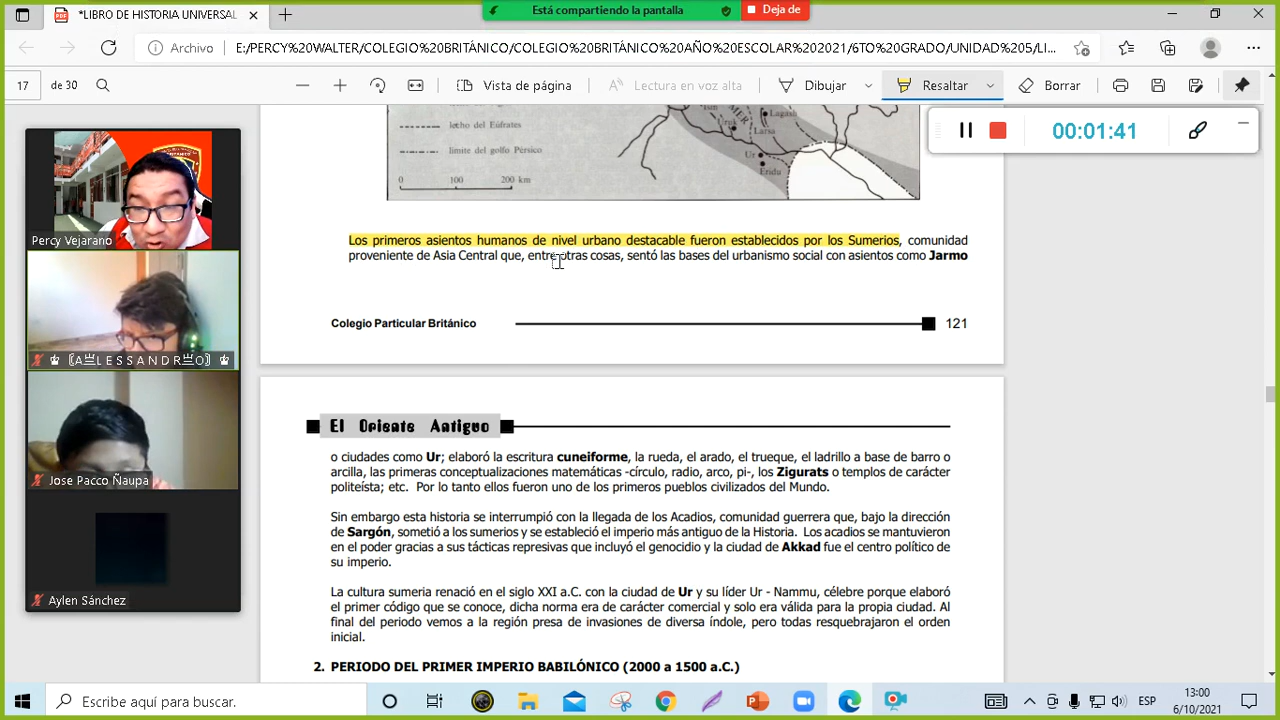 *LIBRO DE HISTORIA UNIVERSAL
Está compartiendo la pantalla
Deja de
Archivo
E:/PERCY%20WALTER/COLEGIO%20BRITÁNICO/COLEGIO%20BRITÁNICO%20AÑO%20ESCOLAR%202021/6TO%20GRADO/UNIDAD%205/LI...
17
de 30
Vista de página
Lectura en voz alta
Dibujar
Resaltar
Borrar
00:01:41
Lagash
Uruk
Larsa
lecho del Eúfrates
límite del golfo Pérsico
Ur
Eridu
0 100 200 km
Percy Vejarano
Los primeros asientos humanos de nivel urbano destacable fueron establecidos por los Sumerios, comunidad
proveniente de Asia Central que, entre otras cosas, sentó las bases del urbanismo social con asientos como Jarmo
Colegio Particular Británico
121
♔ ⦅A쁲L E S S A N D R쁲O⦆ ♔
El Oriente Antiguo
o ciudades como Ur; elaboró la escritura cuneiforme, la rueda, el arado, el trueque, el ladrillo a base de barro o
arcilla, las primeras conceptualizaciones matemáticas -círculo, radio, arco, pi-, los Zigurats o templos de carácter
politeísta; etc. Por lo tanto ellos fueron uno de los primeros pueblos civilizados del Mundo.
Jose Pacco Ñaupa
Sin embargo esta historia se interrumpió con la llegada de los Acadios, comunidad guerrera que, bajo la dirección
de Sargón, sometió a los sumerios y se estableció el imperio más antiguo de la Historia. Los acadios se mantuvieron
en el poder gracias a sus tácticas represivas que incluyó el genocidio y la ciudad de Akkad fue el centro político de
su imperio.
Aylen Sánchez
La cultura sumeria renació en el siglo XXI a.C. con la ciudad de Ur y su líder Ur - Nammu, célebre porque elaboró
el primer código que se conoce, dicha norma era de carácter comercial y solo era válida para la propia ciudad. Al
final del periodo vemos a la región presa de invasiones de diversa índole, pero todas resquebrajaron el orden
inicial.
2. PERIODO DEL PRIMER IMPERIO BABILÓNICO (2000 a 1500 a.C.)
Escribe aquí para buscar.
ESP
13:00
6/10/2021